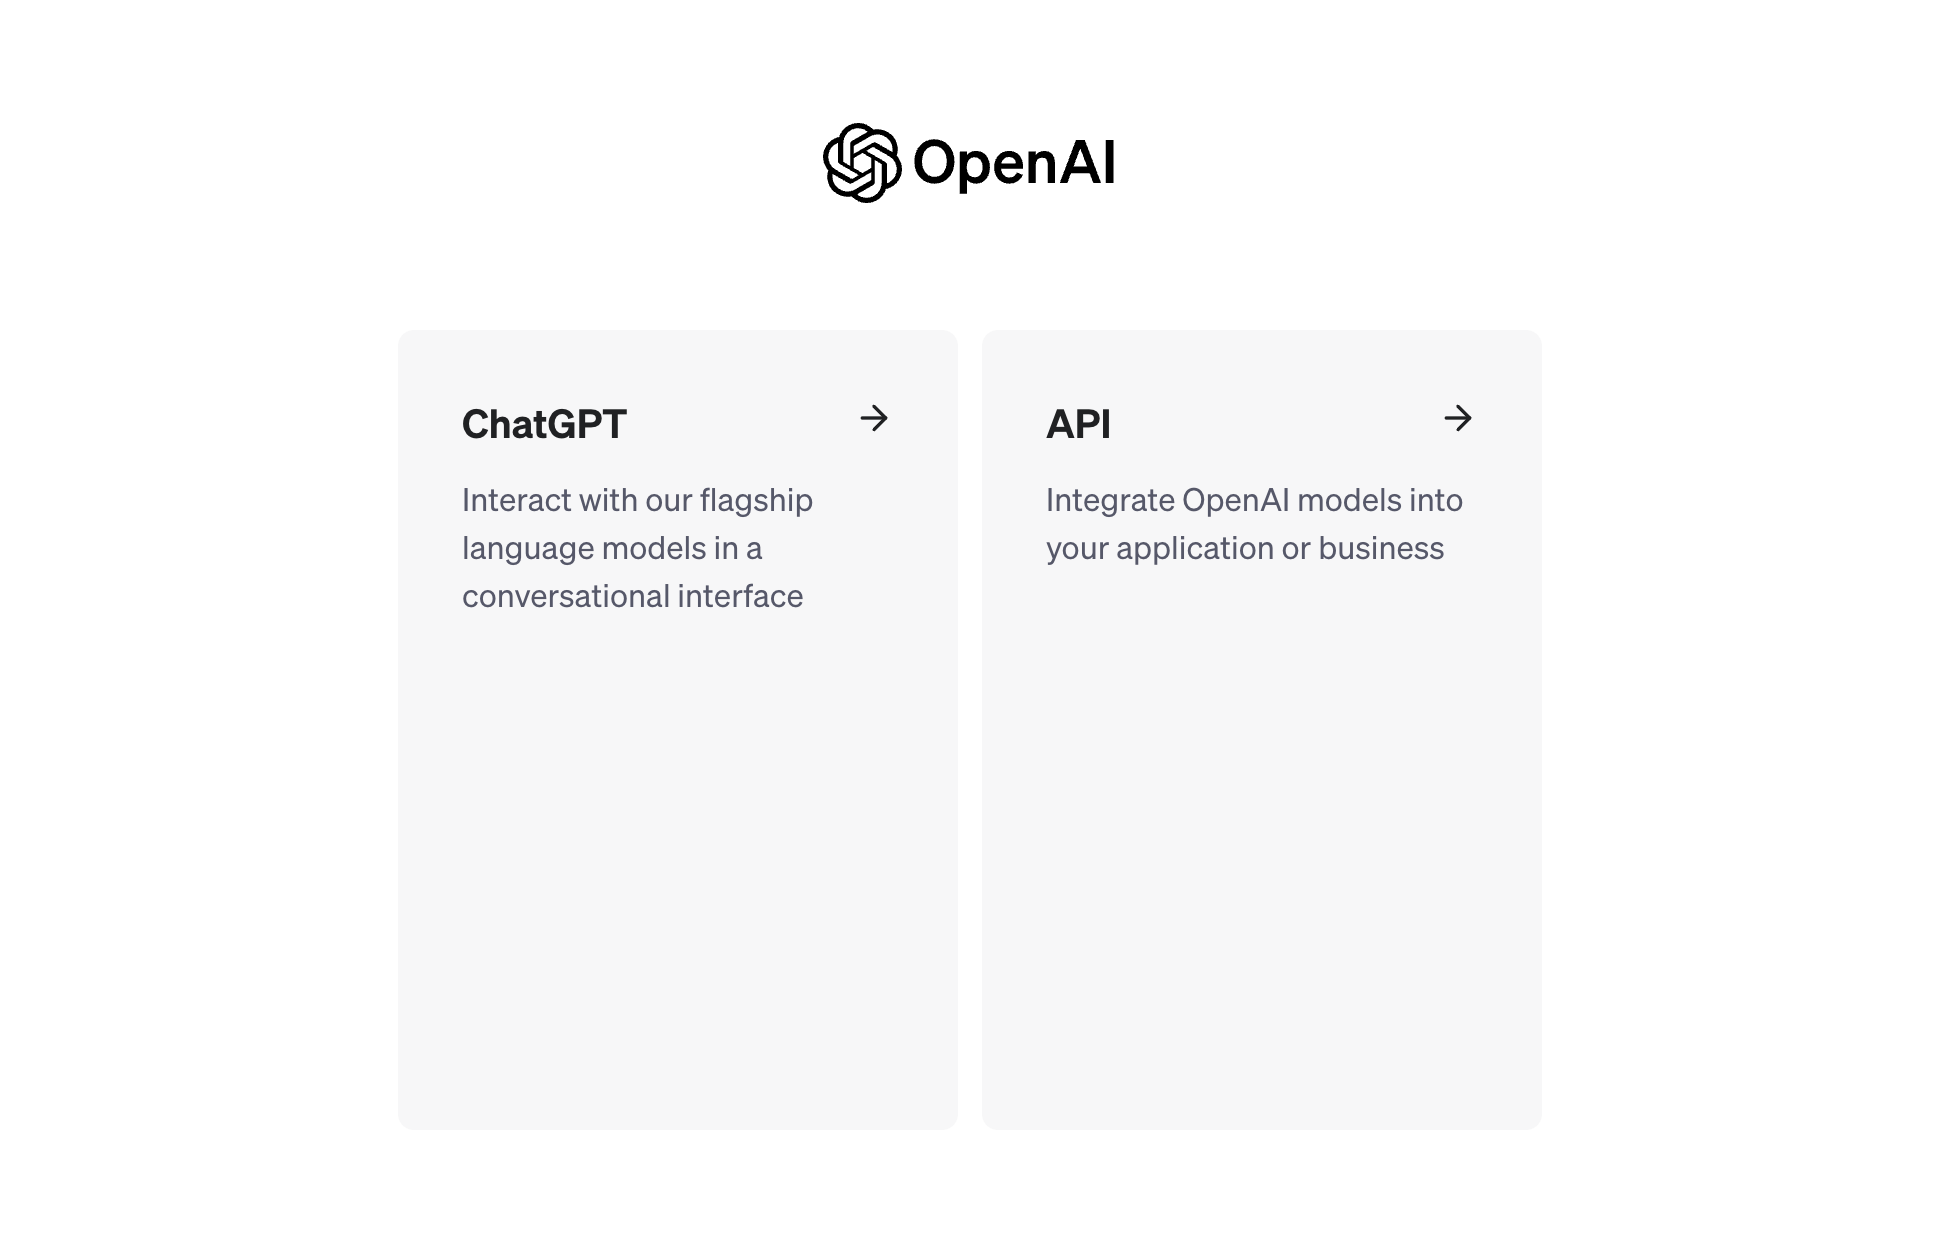 OpenAI
ChatGPT
Interact with our flagship
language models in a
conversational interface
API
Integrate OpenAI models into
your application or business